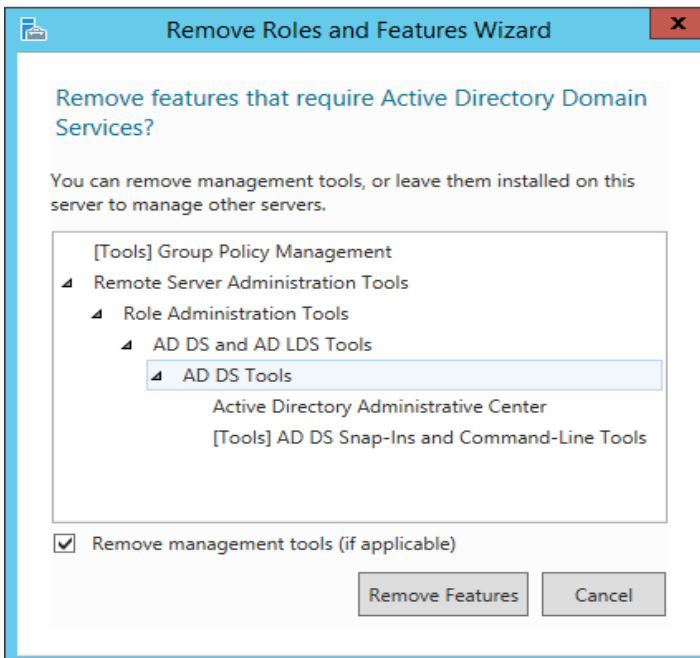 Remove Roles and Features Wizard
x
Remove features that require Active Directory Domain
Services?
You can remove management tools, or leave them installed on this
server to manage other servers.
[Tools] Group Policy Management
Remote Server Administration Tools
Role Administration Tools
AD DS and AD LDS Tools
AD DS Tools
Active Directory Administrative Center
[Tools] AD DS Snap-Ins and Command-Line Tools
Remove management tools (if applicable)
Remove Features
Cancel